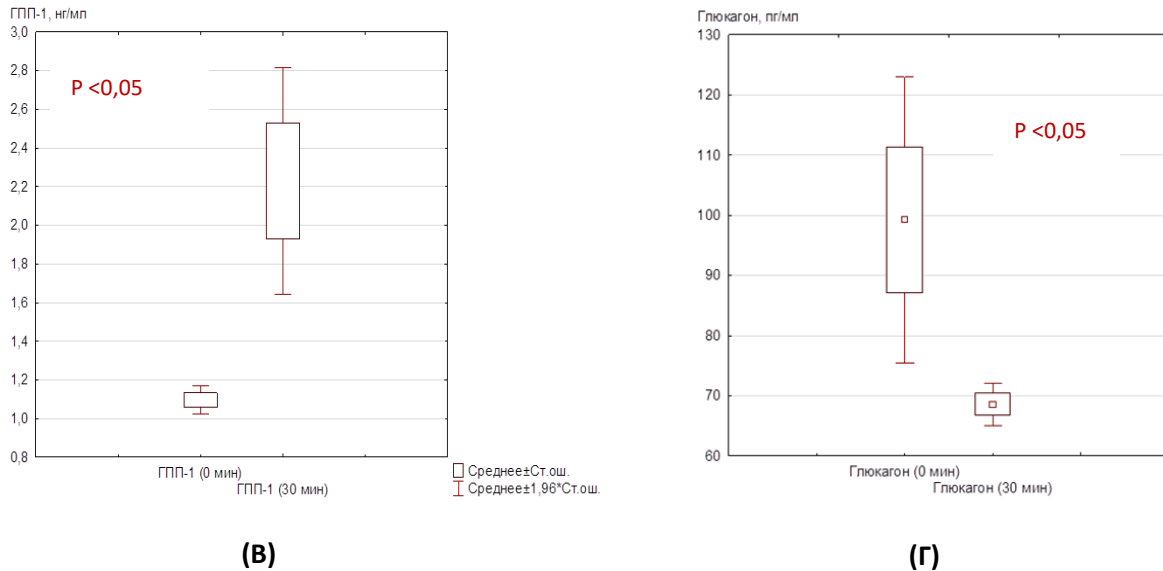 ГПП-1, нг/мл
3,0
2,8
2,6
2,4
2,2
2,0
1,8
1,6
1,4
1,2
1,0
0,8
P <0,05
ГПП-1 (0 мин)
ГПП-1 (30 мин)
Среднее±Ст.ош.
Среднее±1,96*Ст.ош.
(В)
Глюкагон, пг/мл
130
120
110
100
90
80
70
60
P <0,05
Глюкагон (0 мин)
Глюкагон (30 мин)
(Г)